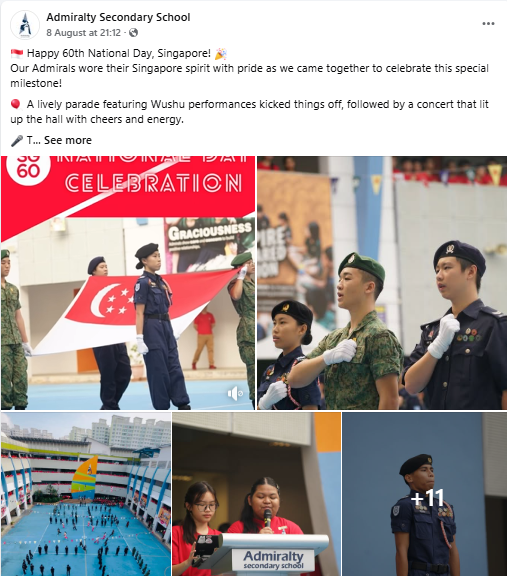 Admiralty Secondary School
8 August at 21:12 ·
🇸🇬 Happy 60th National Day, Singapore! 🎉
Our Admirals wore their Singapore spirit with pride as we came together to celebrate this special
milestone!
🎈 A lively parade featuring Wushu performances kicked things off, followed by a concert that lit
up the hall with cheers and energy.
🎤 T... See more
SG
60
NATIONAL DAY
CELEBRATION
GRACIOUSNESS
Admiralty
secondary school
+11